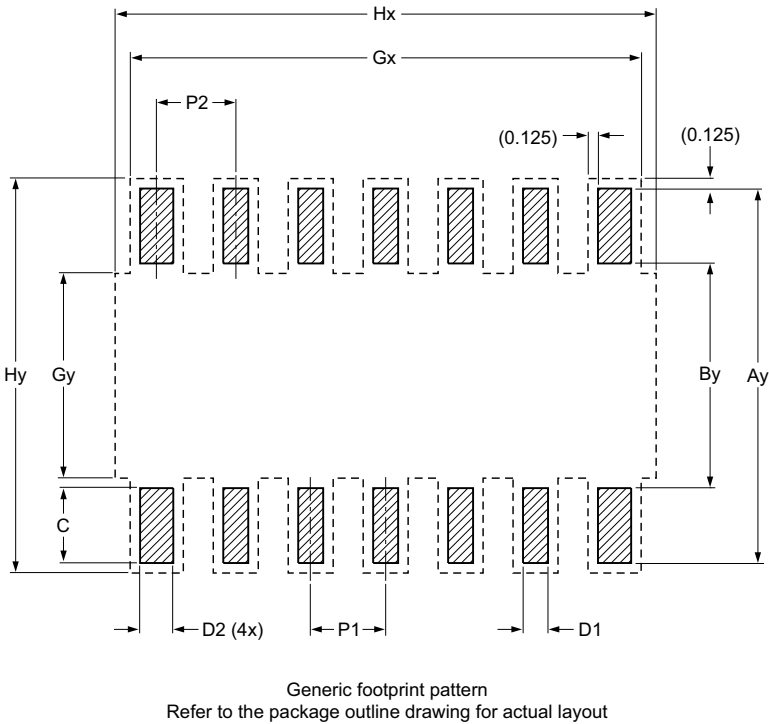 Hx
Gx
P2
(0.125)
(0.125)
Hy
Gy
By
Ay
C
D2 (4x)
P1
D1
Generic footprint pattern
Refer to the package outline drawing for actual layout